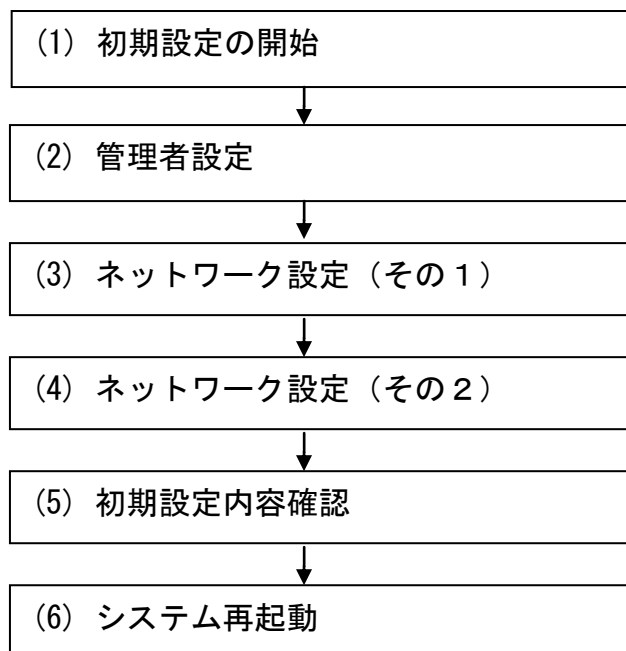 (1) 初期設定の開始
(2) 管理者設定
(3) ネットワーク設定（その１）
(4) ネットワーク設定（その２）
(5) 初期設定内容確認
(6) システム再起動